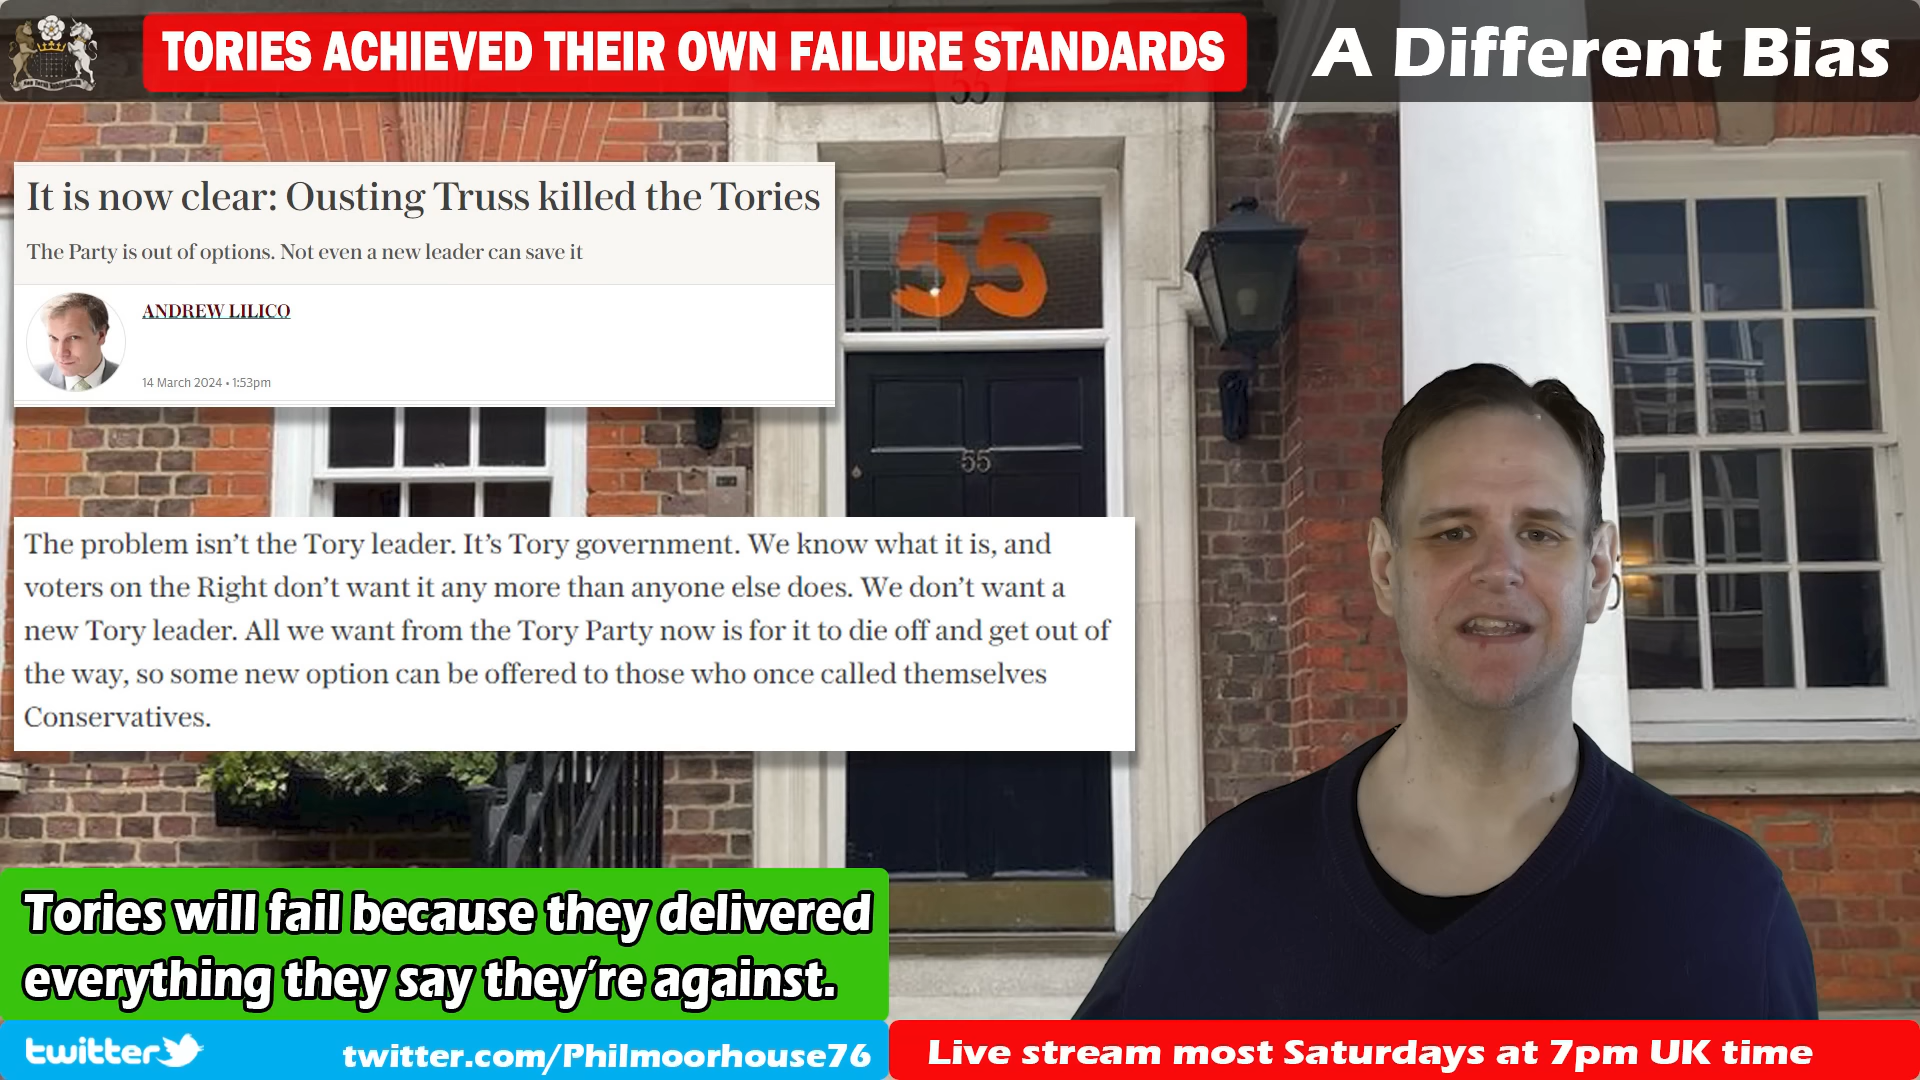 TORIES ACHIEVED THEIR OWN FAILURE STANDARDS
A Different Bias
55
It is now clear: Ousting Truss killed the Tories
The Party is out of options. Not even a new leader can save it
ANDREW LILICO
14 March 2024 • 1:53pm
55
55
The problem isn’t the Tory leader. It’s Tory government. We know what it is, and
voters on the Right don’t want it any more than anyone else does. We don’t want a
new Tory leader. All we want from the Tory Party now is for it to die off and get out of
the way, so some new option can be offered to those who once called themselves
Conservatives.
Tories will fail because they delivered
everything they say they're against.
twitter
twitter.com/Philmoorhouse76
Live stream most Saturdays at 7pm UK time